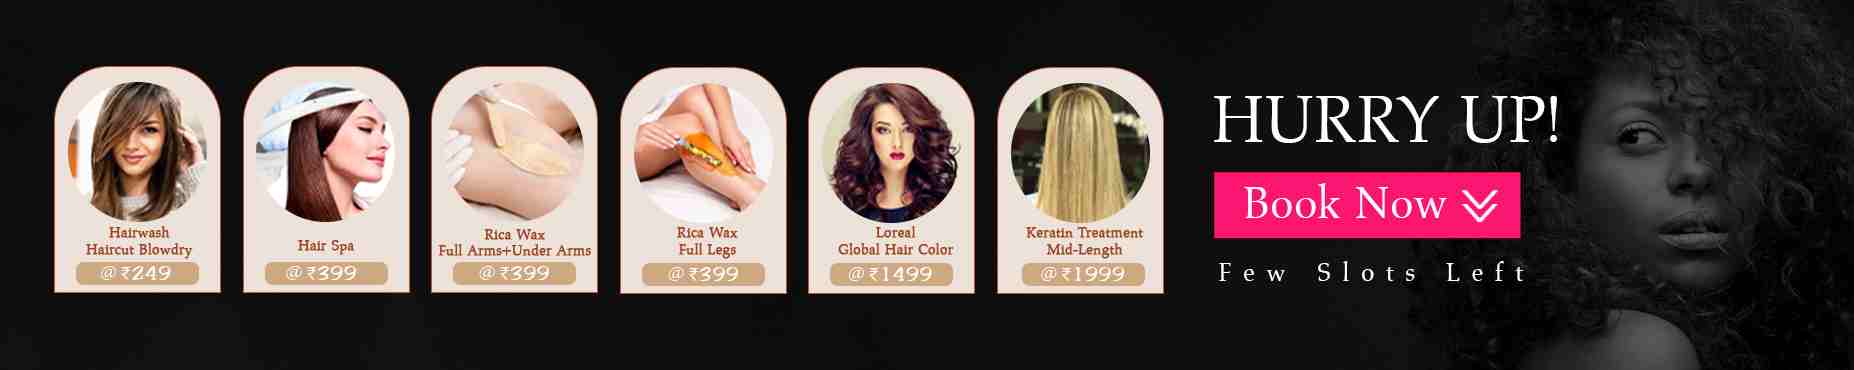 Hairwash
Haircut Blowdry
@ ₹249
Hair Spa
@ ₹399
Rica Wax
Full Arms+Under Arms
@ ₹399
Rica Wax
Full Legs
@ ₹399
Loreal
Global Hair Color
@ ₹1499
Keratin Treatment
Mid-Length
@ ₹1999
HURRY UP!
Book Now
Few Slots Left